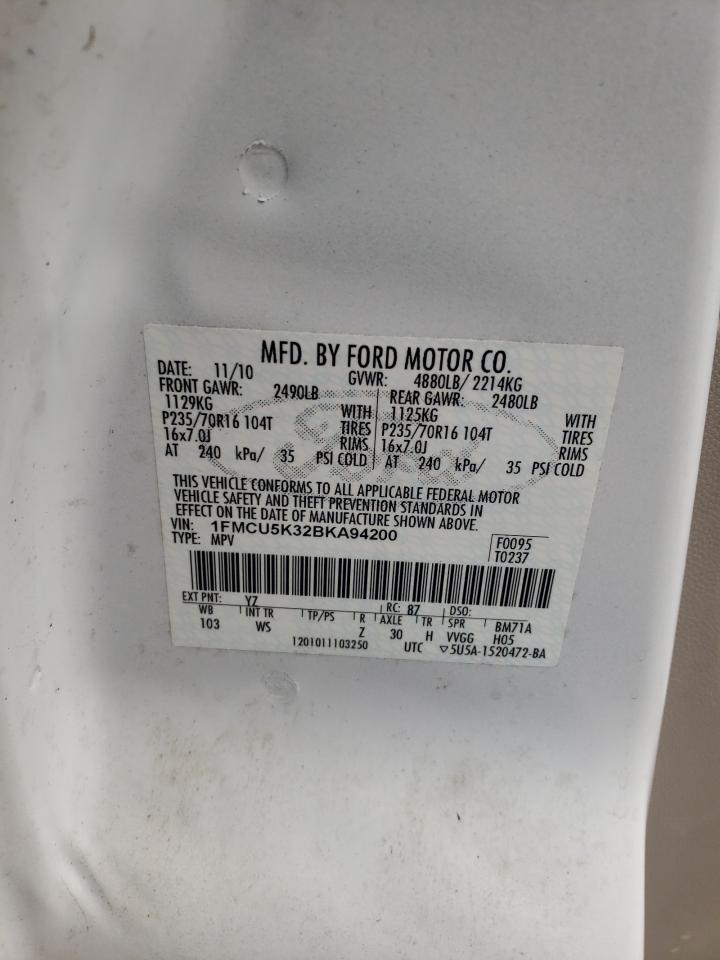 MFD. BY FORD MOTOR CO.
DATE: 11/10 GVWR: 4880LB/ 2214KG
FRONT GAWR: 2490LB REAR GAWR: 2480LB
1129KG WITH 1125KG WITH
P235/70R16 104T TIRES P235/70R16 104T TIRES
16x7.0J RIMS 16x7.0J RIMS
AT 240 kPa/ 35 PSI COLD AT 240 kPa/ 35 PSI COLD
THIS VEHICLE CONFORMS TO ALL APPLICABLE FEDERAL MOTOR
VEHICLE SAFETY AND THEFT PREVENTION STANDARDS IN
EFFECT ON THE DATE OF MANUFACTURE SHOWN ABOVE.
VIN: 1FMCU5K32BKA94200
TYPE: MPV
F0095
T0237
EXT PNT: YZ RC: 87 DSO:
WB INT TR TP/PS R AXLE TR SPR BM71A
103 WS Z 30 H VVGG H05
1201011103250 UTC ▽5U5A-1520472-BA
Ford